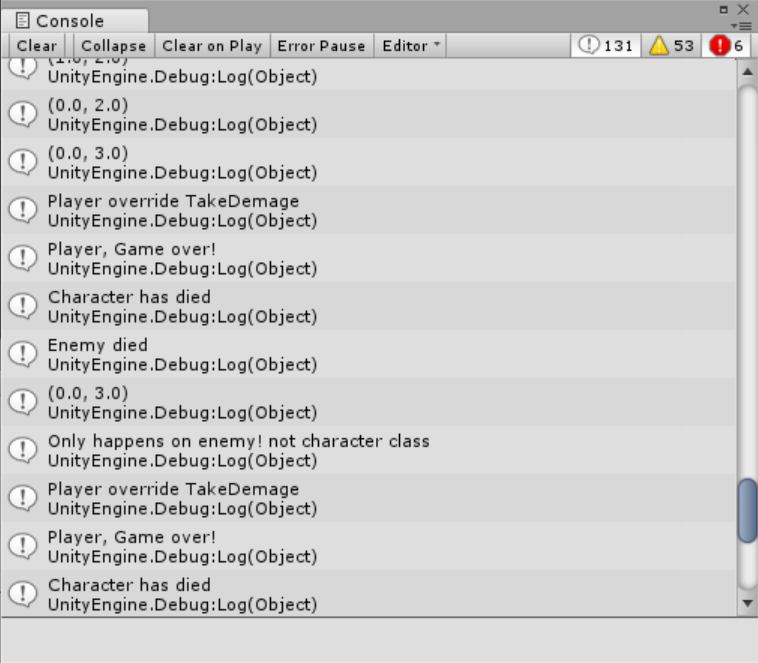 Console
Clear Collapse Clear on Play Error Pause Editor 131 53 6
(1.0, 2.0)
UnityEngine.Debug:Log(Object)
(0.0, 2.0)
UnityEngine.Debug:Log(Object)
(0.0, 3.0)
UnityEngine.Debug:Log(Object)
Player override TakeDemage
UnityEngine.Debug:Log(Object)
Player, Game over!
UnityEngine.Debug:Log(Object)
Character has died
UnityEngine.Debug:Log(Object)
Enemy died
UnityEngine.Debug:Log(Object)
(0.0, 3.0)
UnityEngine.Debug:Log(Object)
Only happens on enemy! not character class
UnityEngine.Debug:Log(Object)
Player override TakeDemage
UnityEngine.Debug:Log(Object)
Player, Game over!
UnityEngine.Debug:Log(Object)
Character has died
UnityEngine.Debug:Log(Object)